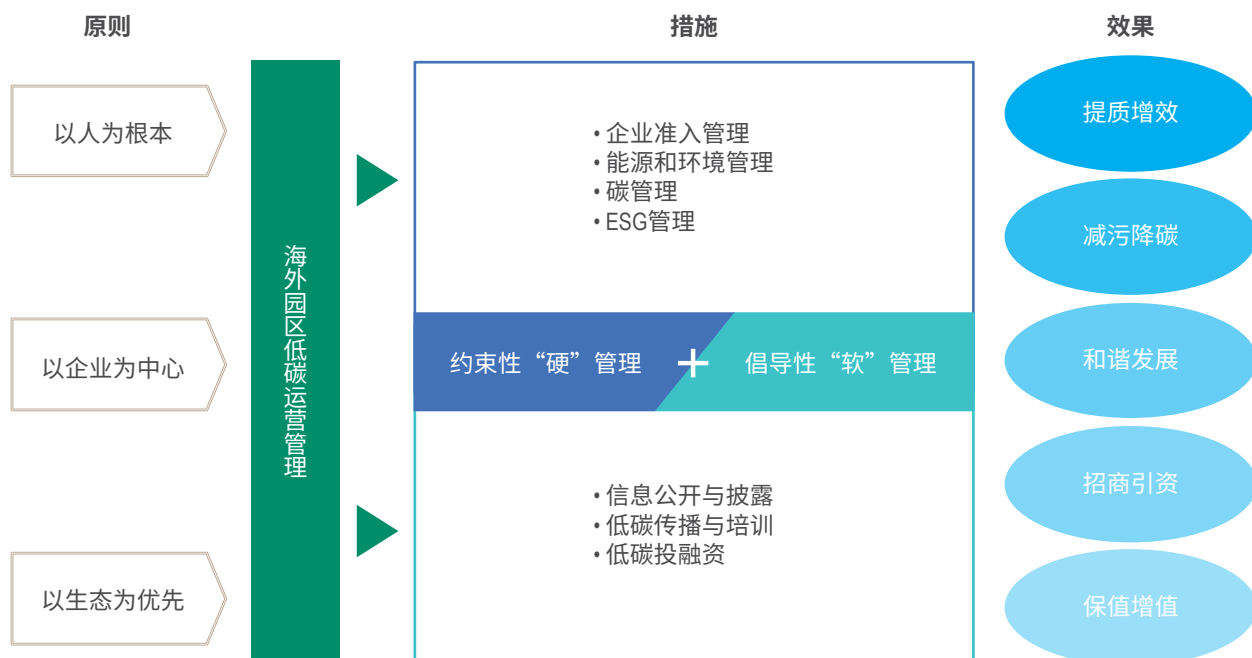 原则
措施
效果
以人为根本
以企业为中心
以生态为优先
海外园区低碳运营管理
• 企业准入管理
• 能源和环境管理
• 碳管理
• ESG管理
约束性“硬”管理 + 倡导性“软”管理
• 信息公开与披露
• 低碳传播与培训
• 低碳投融资
提质增效
减污降碳
和谐发展
招商引资
保值增值